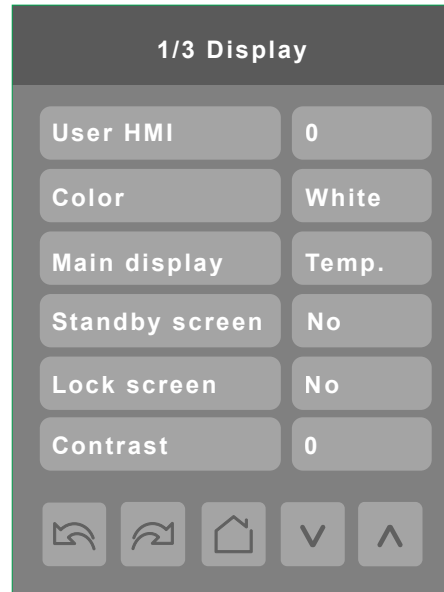 1/3 Display
User HMI 0
Color White
Main display Temp.
Standby screen No
Lock screen No
Contrast 0